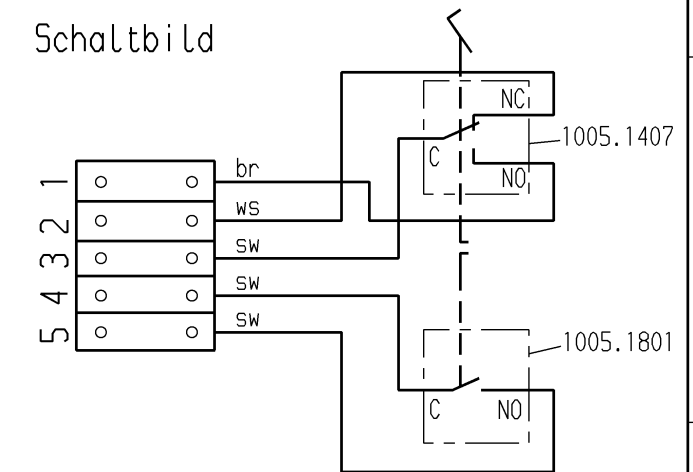 Schaltbild
NC
1005.1407
C
NO
1 br
2 ws
3 sw
4 sw
5 sw
1005.1801
C NO